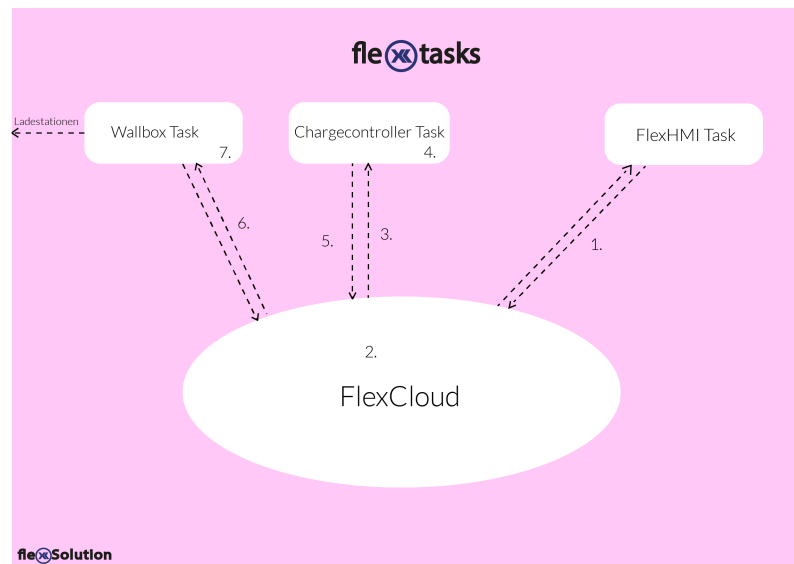 flextasks
Ladestationen
Wallbox Task
7.
Chargecontroller Task
4.
FlexHMI Task
6.
5.
3.
1.
2.
FlexCloud
flexSolution